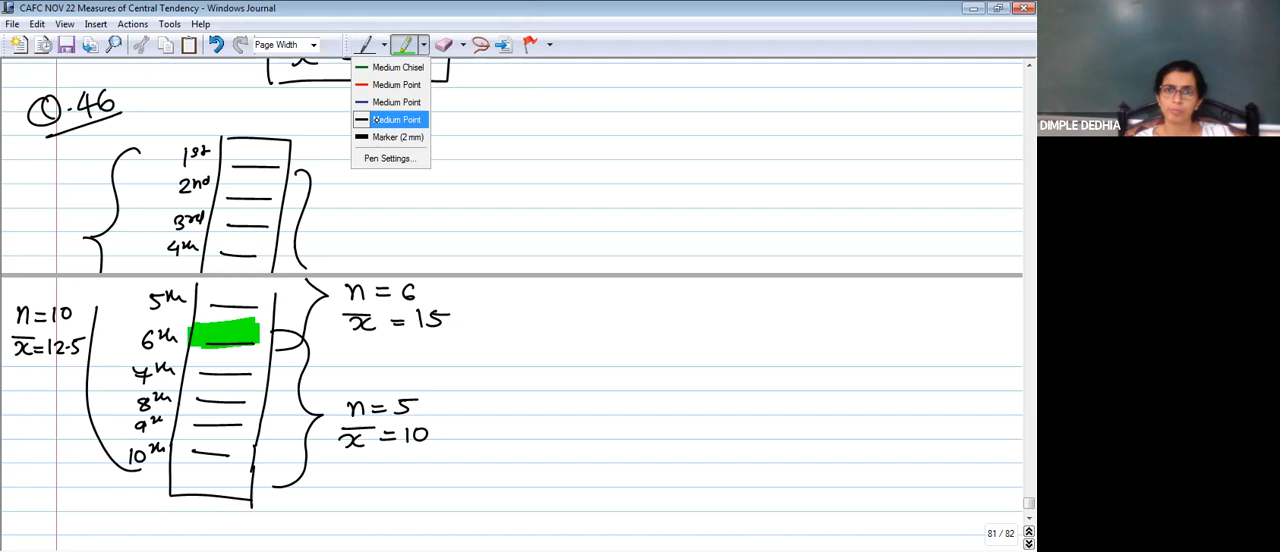 CAFC NOV 22 Measures of Central Tendency - Windows Journal
File Edit View Insert Actions Tools Help
Page Width
Medium Chisel
Medium Point
Medium Point
Medium Point
Marker (2 mm)
Pen Settings...
DIMPLE DEDHIA
Q.46
1st
2nd
3rd
4th
5th
6th
7th
8th
9th
10th
n = 10
x̄ = 12.5
n = 6
x̄ = 15
n = 5
x̄ = 10
81 / 82